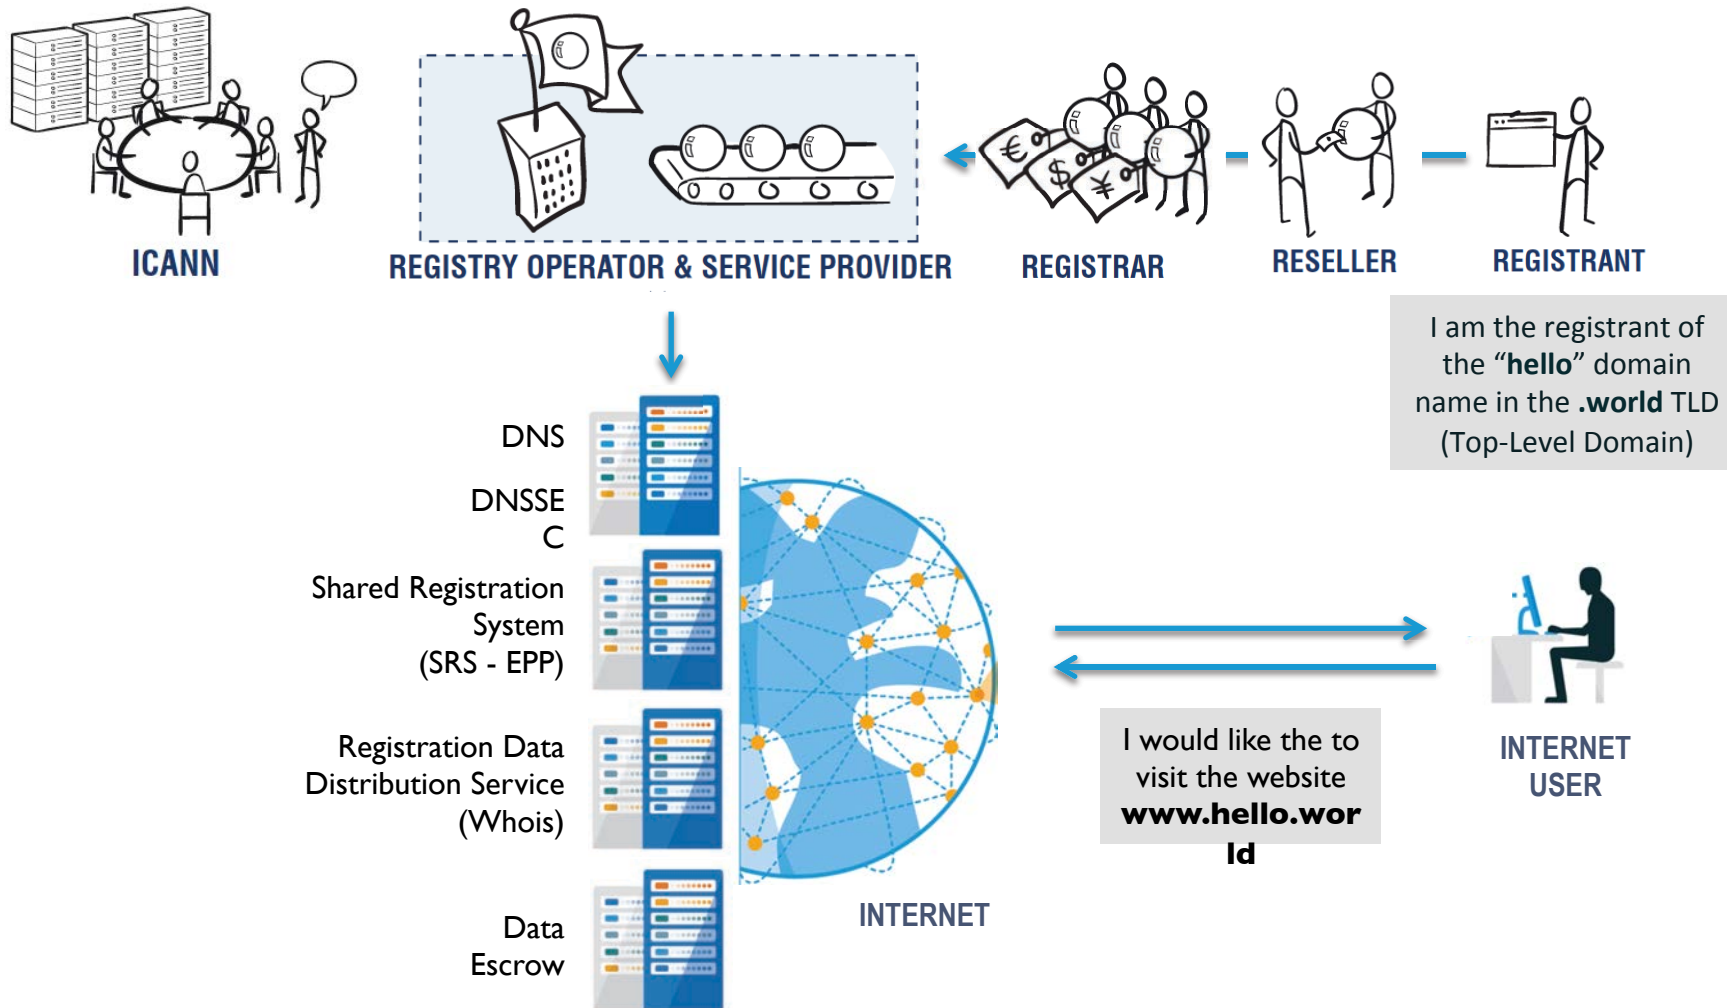 ICANN
REGISTRY OPERATOR & SERVICE PROVIDER
REGISTRAR
RESELLER
REGISTRANT
€
$
¥
I am the registrant of
the “hello” domain
name in the .world TLD
(Top-Level Domain)
DNS
DNSSE
C
Shared Registration
System
(SRS - EPP)
Registration Data
Distribution Service
(Whois)
Data
Escrow
INTERNET
I would like the to
visit the website
www.hello.wor
ld
INTERNET
USER